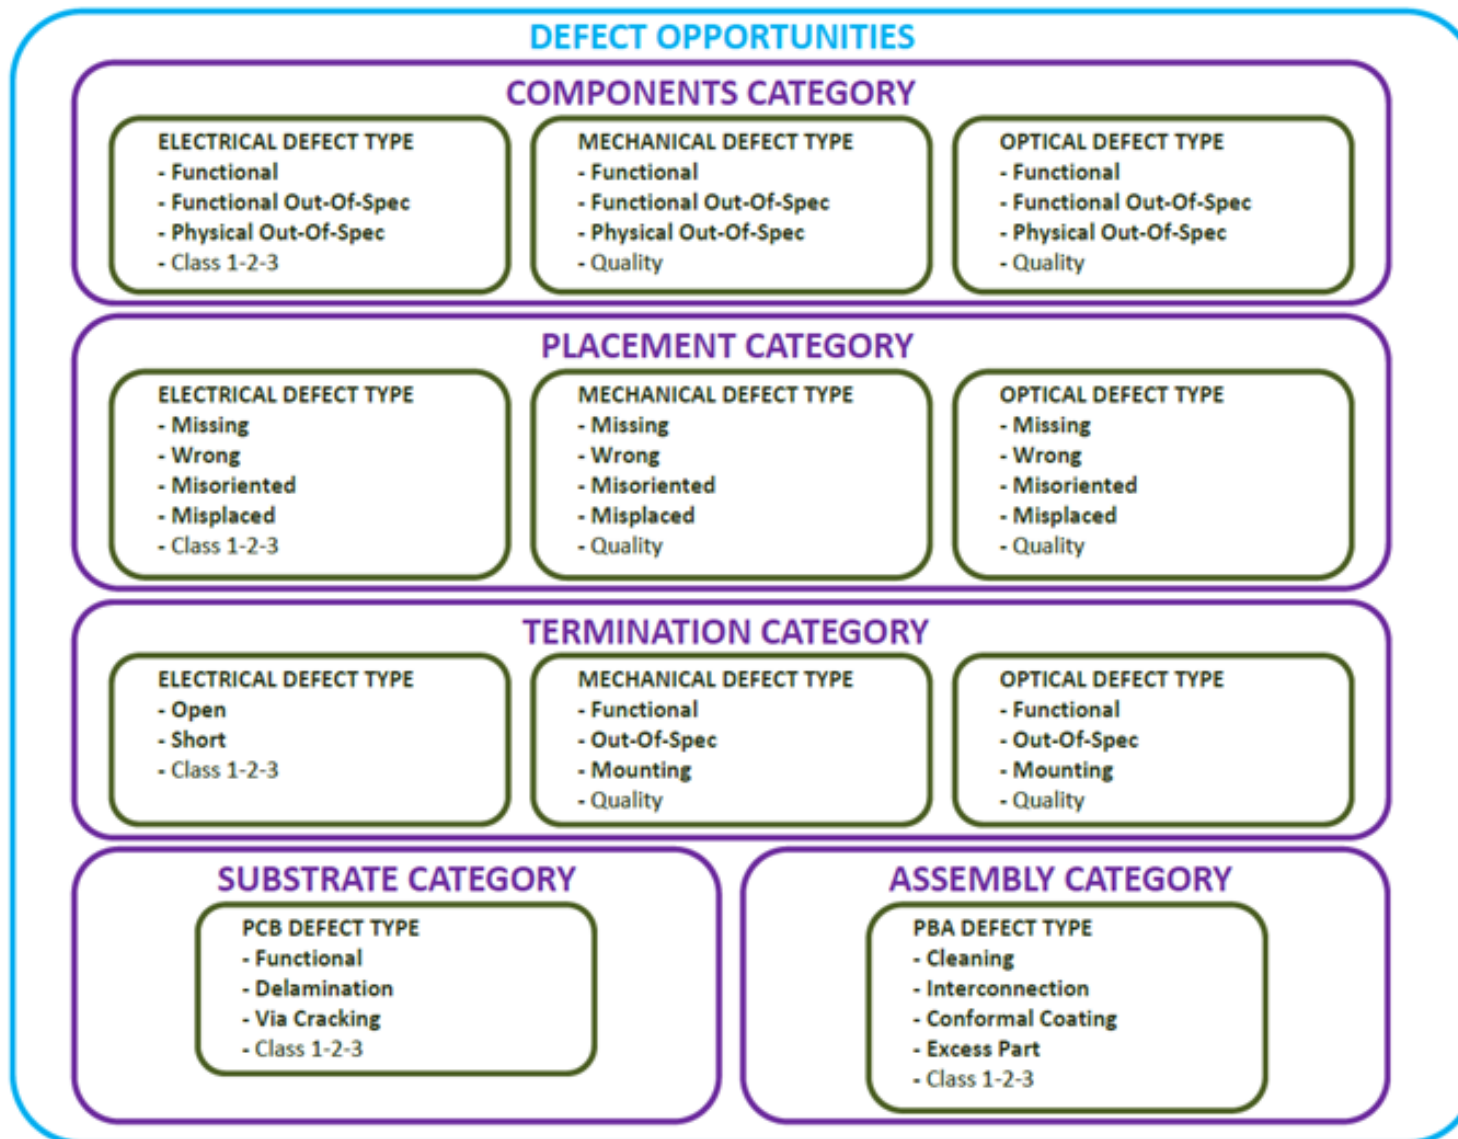 DEFECT OPPORTUNITIES
COMPONENTS CATEGORY
ELECTRICAL DEFECT TYPE
- Functional
- Functional Out-Of-Spec
- Physical Out-Of-Spec
- Class 1-2-3
MECHANICAL DEFECT TYPE
- Functional
- Functional Out-Of-Spec
- Physical Out-Of-Spec
- Quality
OPTICAL DEFECT TYPE
- Functional
- Functional Out-Of-Spec
- Physical Out-Of-Spec
- Quality
PLACEMENT CATEGORY
ELECTRICAL DEFECT TYPE
- Missing
- Wrong
- Misoriented
- Misplaced
- Class 1-2-3
MECHANICAL DEFECT TYPE
- Missing
- Wrong
- Misoriented
- Misplaced
- Quality
OPTICAL DEFECT TYPE
- Missing
- Wrong
- Misoriented
- Misplaced
- Quality
TERMINATION CATEGORY
ELECTRICAL DEFECT TYPE
- Open
- Short
- Class 1-2-3
MECHANICAL DEFECT TYPE
- Functional
- Out-Of-Spec
- Mounting
- Quality
OPTICAL DEFECT TYPE
- Functional
- Out-Of-Spec
- Mounting
- Quality
SUBSTRATE CATEGORY
PCB DEFECT TYPE
- Functional
- Delamination
- Via Cracking
- Class 1-2-3
ASSEMBLY CATEGORY
PBA DEFECT TYPE
- Cleaning
- Interconnection
- Conformal Coating
- Excess Part
- Class 1-2-3